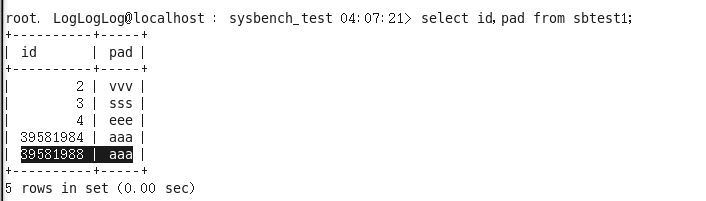 root. LogLogLog@localhost : sysbench_test 04:07:21> select id,pad from sbtest1;
+----------+-----+
| id       | pad |
+----------+-----+
|        2 | vvv |
|        3 | sss |
|        4 | eee |
| 39581984 | aaa |
| 39581988 | aaa |
+----------+-----+
5 rows in set (0.00 sec)